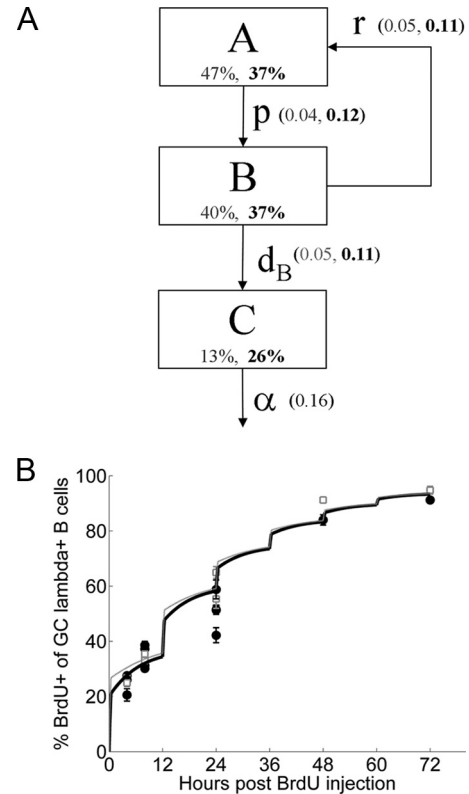 A
A
47%, 37%
r (0.05, 0.11)
p (0.04, 0.12)
B
40%, 37%
d_B (0.05, 0.11)
C
13%, 26%
α (0.16)
B
% BrdU+ of GC lambda+ B cells
100
80
60
40
20
0
0 12 24 36 48 60 72
Hours post BrdU injection